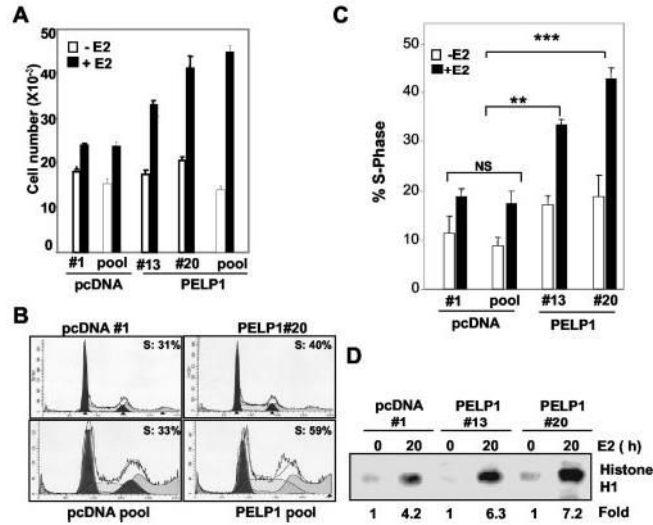 A
- E2
+ E2
Cell number (X10⁻²)
50
40
30
20
10
0
#1 pool #13 #20 pool
pcDNA PELP1
B
pcDNA #1 PELP1#20
S: 31% S: 40%
S: 33% S: 59%
pcDNA pool PELP1 pool
C
-E2
+E2
% S-Phase
50
40
30
20
10
0
NS
**
***
#1 pool #13 #20
pcDNA PELP1
D
pcDNA PELP1 PELP1
#1 #13 #20
0 20 0 20 0 20 E2 ( h)
Histone
H1
1 4.2 1 6.3 1 7.2 Fold